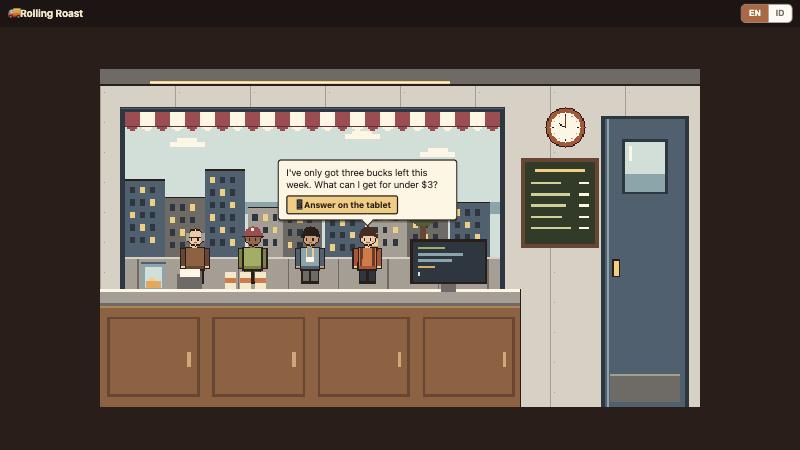 Rolling Roast
EN
ID
I've only got three bucks left this
week. What can I get for under $3?
Answer on the tablet